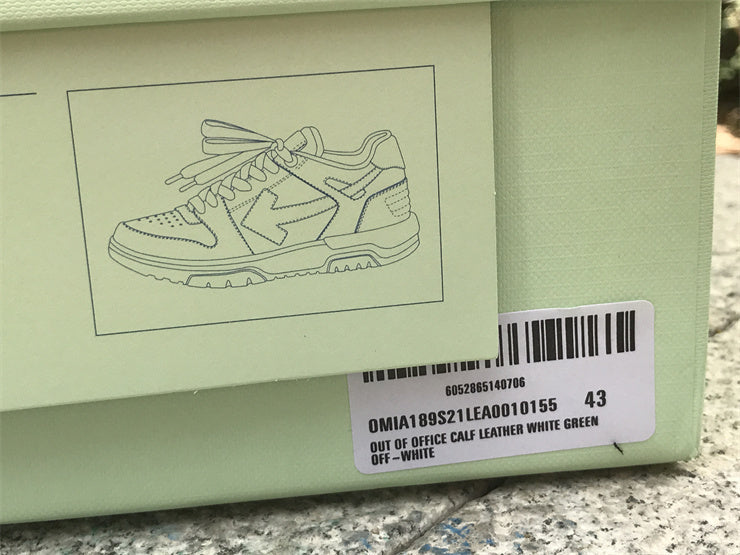 6052865140706
OMIA189S21LEA0010155 43
OUT OF OFFICE CALF LEATHER WHITE GREEN
OFF-WHITE